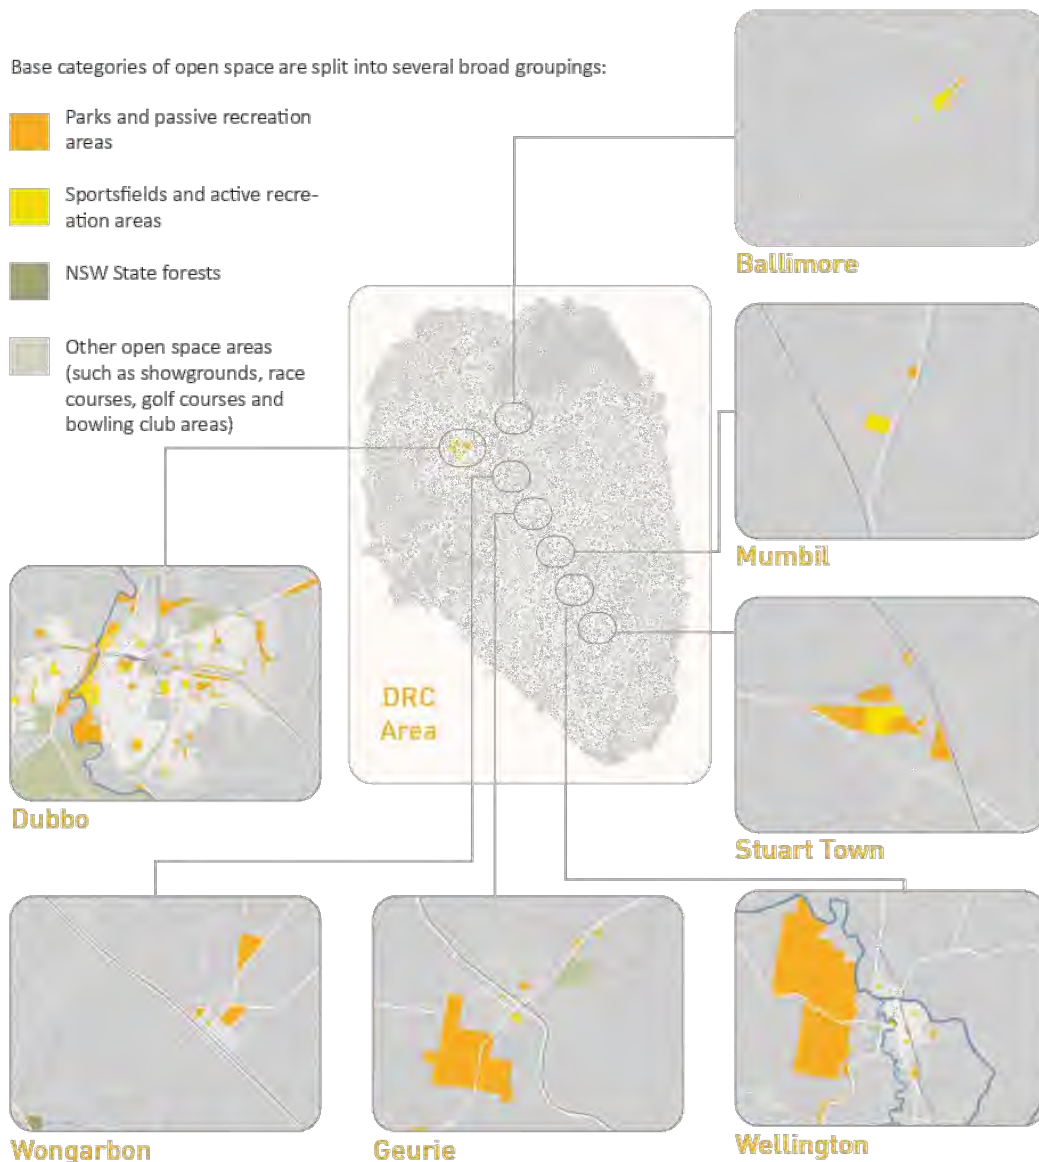 Base categories of open space are split into several broad groupings:
Parks and passive recreation
areas
Sportsfields and active recre-
ation areas
NSW State forests
Other open space areas
(such as showgrounds, race
courses, golf courses and
bowling club areas)
Ballimore
Mumbil
DRC
Area
Dubbo
Stuart Town
Wongarbon
Geurie
Wellington